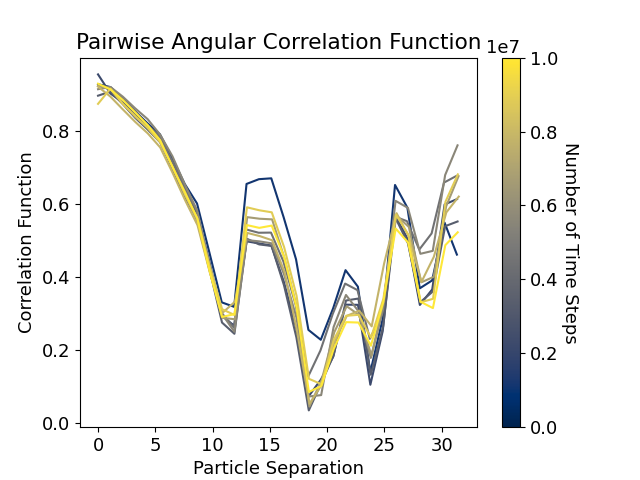 Pairwise Angular Correlation Function
1e7
Correlation Function
0.8
0.6
0.4
0.2
0.0
0 5 10 15 20 25 30
Particle Separation
1.0
0.8
0.6
0.4
0.2
0.0
Number of Time Steps